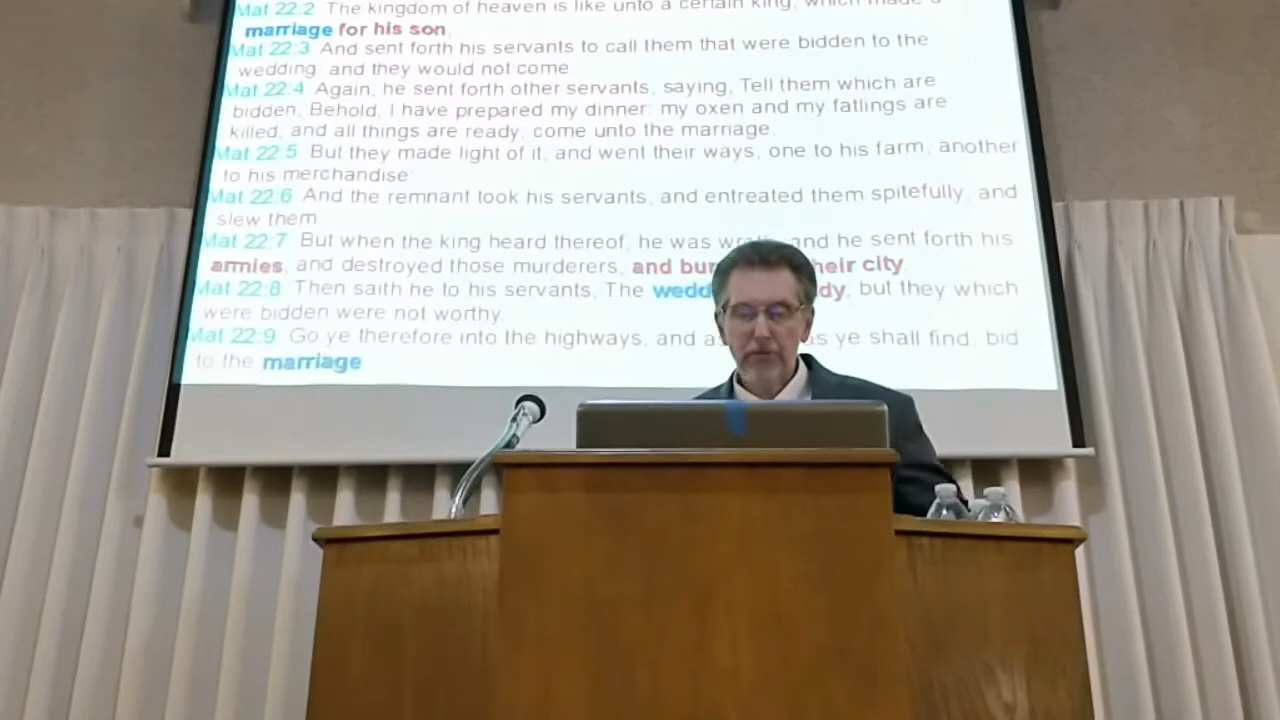 Mat 22:2 The kingdom of heaven is like unto a certain king, which made a
marriage for his son,
Mat 22:3 And sent forth his servants to call them that were bidden to the
wedding and they would not come.
Mat 22:4 Again, he sent forth other servants, saying, Tell them which are
bidden, Behold, I have prepared my dinner: my oxen and my fatlings are
killed, and all things are ready: come unto the marriage.
Mat 22:5 But they made light of it, and went their ways, one to his farm, another
to his merchandise:
Mat 22:6 And the remnant took his servants, and entreated them spitefully, and
slew them
Mat 22:7 But when the king heard thereof, he was and he sent forth his
armies, and destroyed those murderers, and their city.
Mat 22:8 Then saith he to his servants, The but they which
were bidden were not worthy
Mat 22:9 Go ye therefore into the highways, and ye shall find, bid
to the marriage